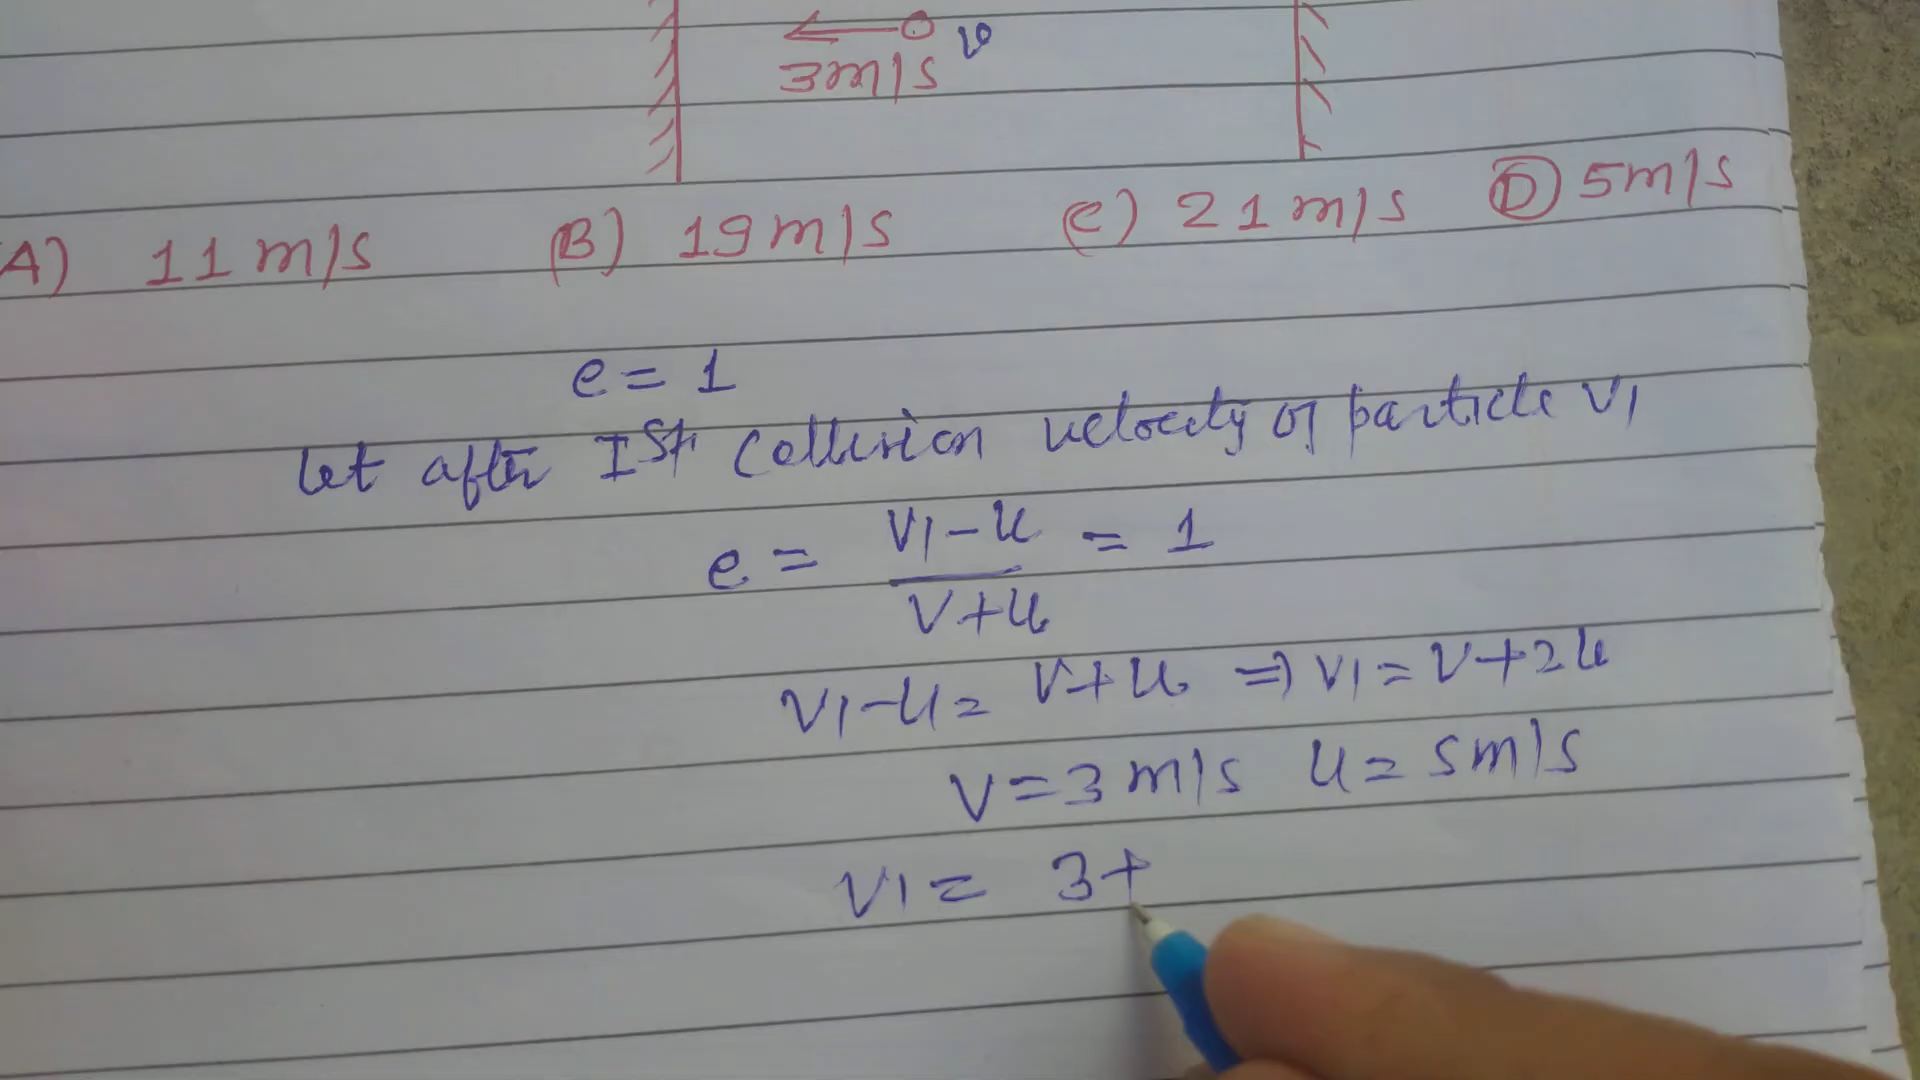 v
3m/s
A) 11 m/s (B) 19 m/s (C) 21 m/s (D) 5m/s
e = 1
let after Ist collision velocity of particle V1
e = V1-u / V+u = 1
V1-u = V+u ⇒ V1 = V+2u
V=3 m/s u = 5m/s
V1 = 3+